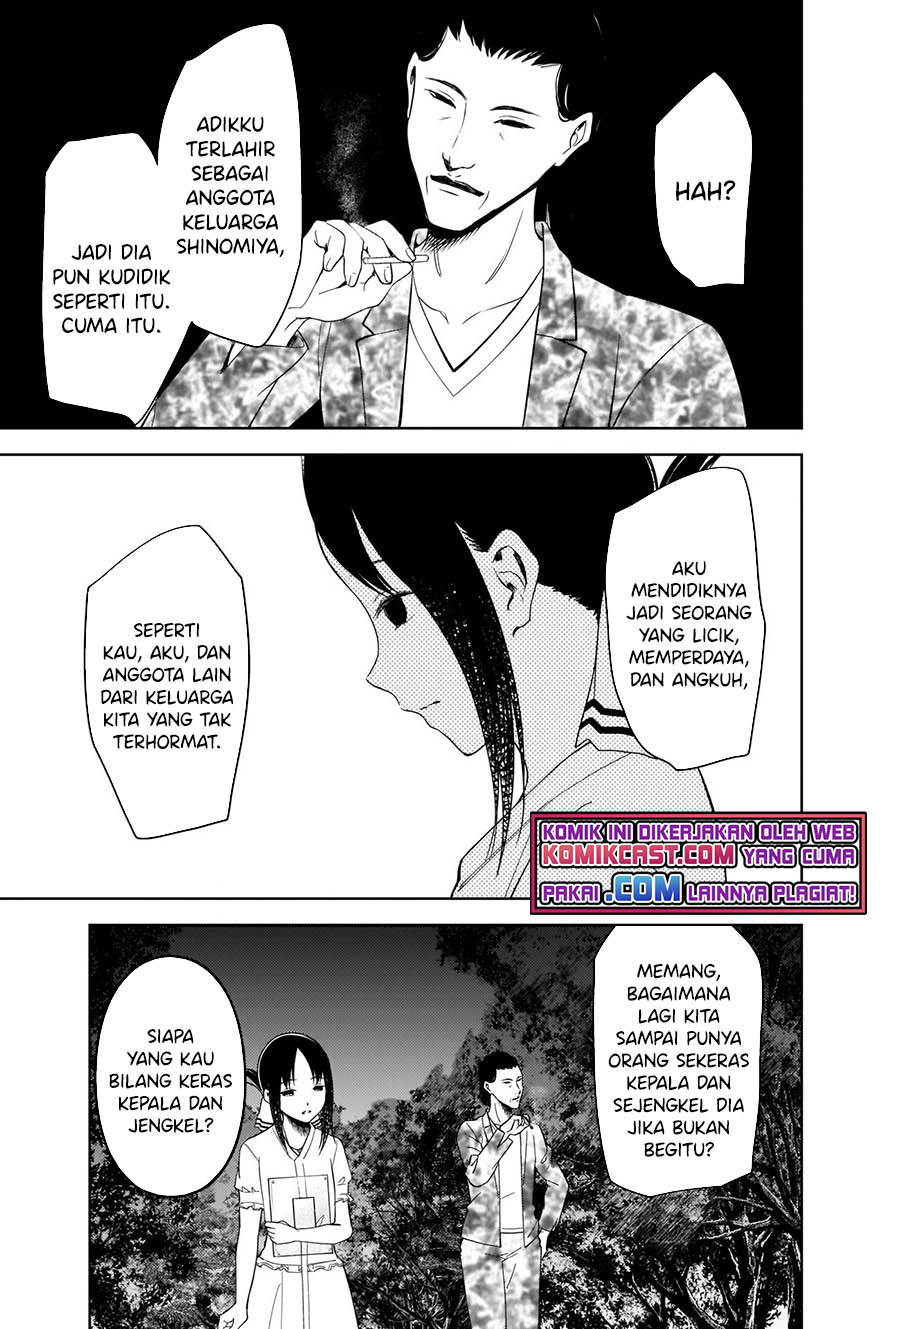 HAH?
ADIKKU
TERLAHIR
SEBAGAI
ANGGOTA
KELUARGA
SHINOMIYA,
JADI DIA
PUN KUDIDIK
SEPERTI ITU.
CUMA ITU.
AKU
MENDIDIKNYA
JADI SEORANG
YANG LICIK,
MEMPERDAYA,
DAN ANGKUH,
SEPERTI
KAU, AKU, DAN
ANGGOTA LAIN
DARI KELUARGA
KITA YANG TAK
TERHORMAT.
KOMIK INI DIKERJAKAN OLEH WEB
KOMIKCAST.COM YANG CUMA
PAKAI .COM LAINNYA PLAGIAT!
MEMANG,
BAGAIMANA
LAGI KITA
SAMPAI PUNYA
ORANG SEKERAS
KEPALA DAN
SEJENGKEL DIA
JIKA BUKAN
BEGITU?
SIAPA
YANG KAU
BILANG KERAS
KEPALA DAN
JENGKEL?